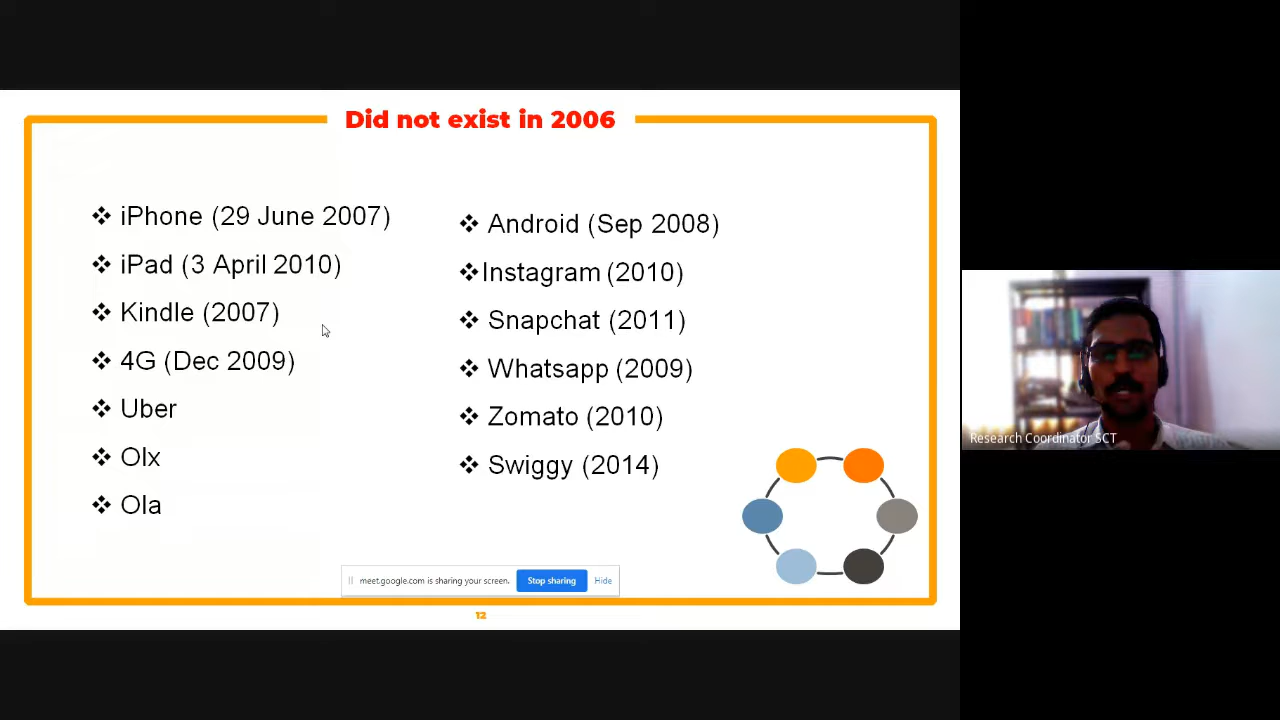 Did not exist in 2006
❖ iPhone (29 June 2007)
❖ iPad (3 April 2010)
❖ Kindle (2007)
❖ 4G (Dec 2009)
❖ Uber
❖ Olx
❖ Ola
❖ Android (Sep 2008)
❖Instagram (2010)
❖ Snapchat (2011)
❖ Whatsapp (2009)
❖ Zomato (2010)
❖ Swiggy (2014)
meet.google.com is sharing your screen. Stop sharing Hide
12
Research Coordinator SCT